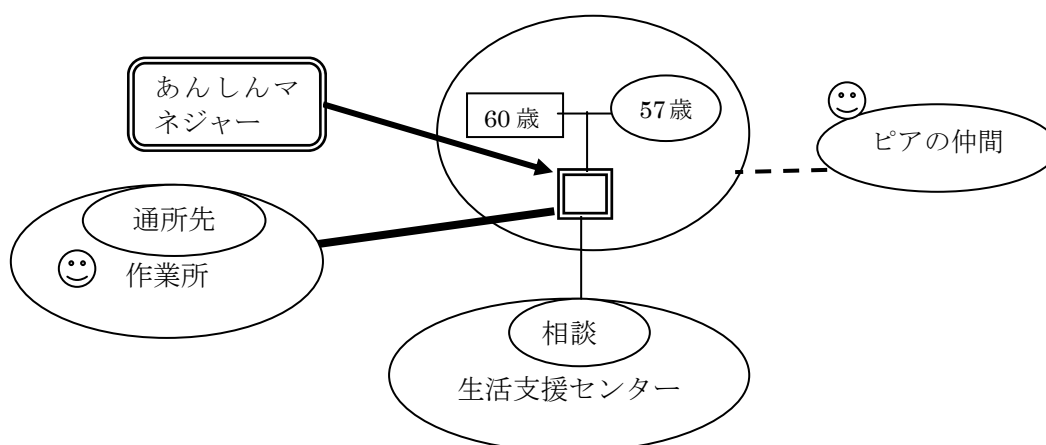 あんしんマ
ネジャー
60歳
57歳
ピアの仲間
通所先
作業所
相談
生活支援センター